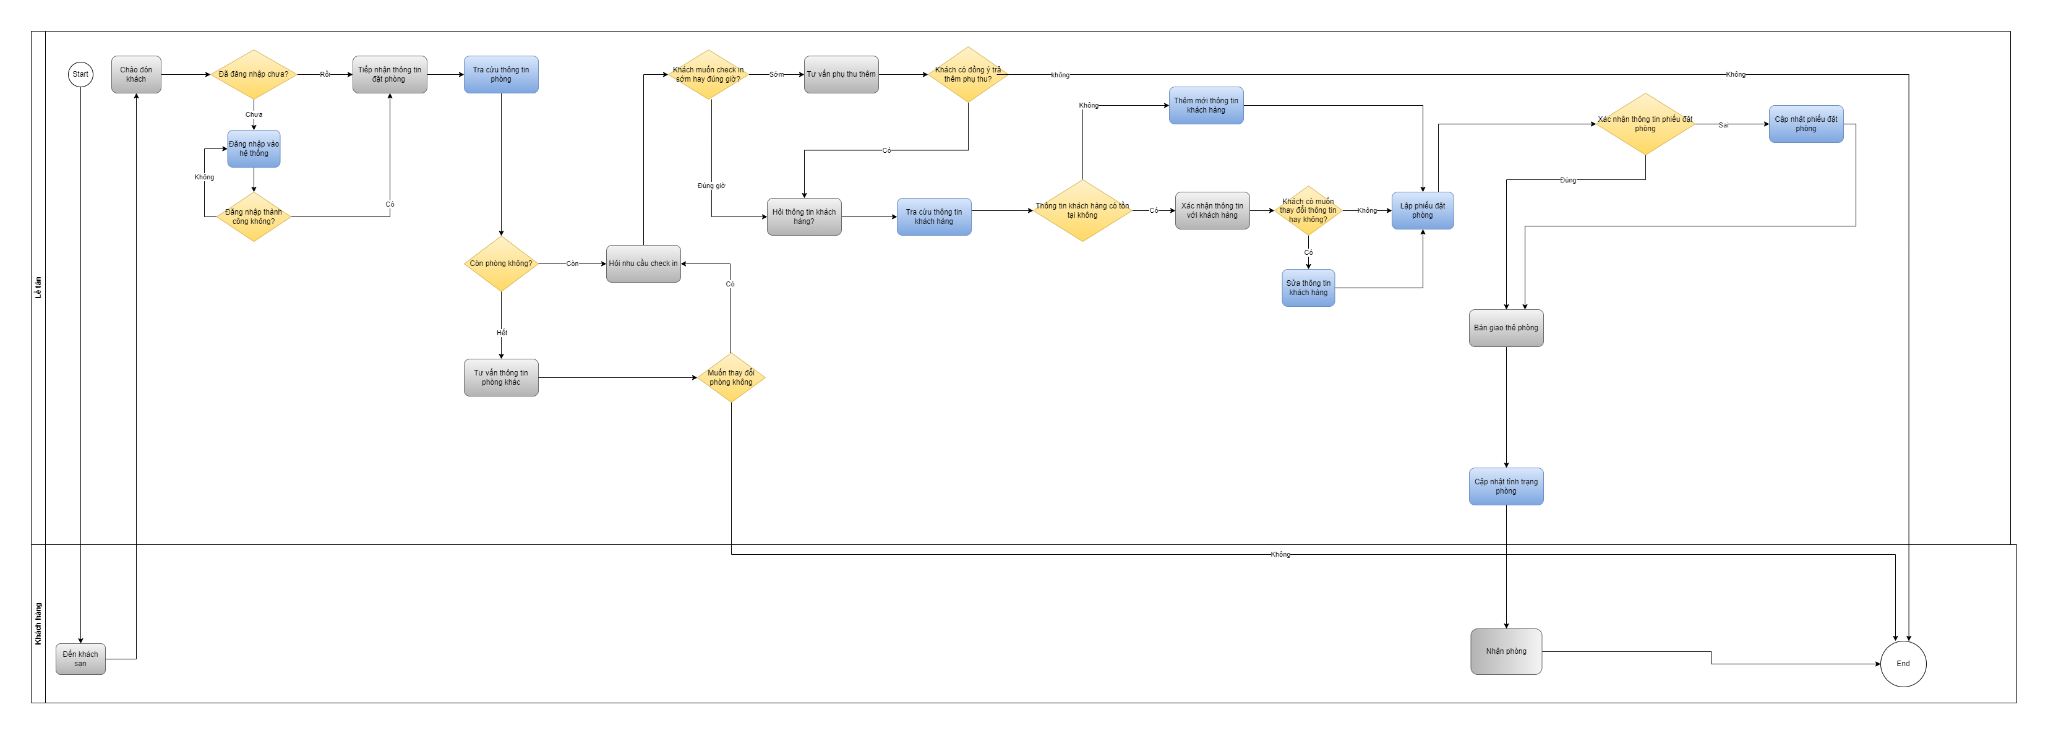 Start
Chào đón
khách
Đã đăng nhập chưa?
Rồi
Tiếp nhận thông tin
đặt phòng
Tra cứu thông tin
phòng
Chưa
Đăng nhập vào
hệ thống
Không
Đăng nhập thành
công không?
Có
Còn phòng không?
Còn
Hỏi nhu cầu check in
Hết
Tư vấn thông tin
phòng khác
Muốn thay đổi
phòng không
Có
Không
Khách muốn check in
sớm hay đúng giờ?
Sớm
Tư vấn phụ thu thêm
Khách có đồng ý trả
thêm phụ thu?
không
Không
Có
Đúng giờ
Hỏi thông tin khách
hàng?
Tra cứu thông tin
khách hàng
Thông tin khách hàng có tồn
tại không
Không
Thêm mới thông tin
khách hàng
Có
Xác nhận thông tin
với khách hàng
Khách có muốn
thay đổi thông tin
hay không?
Không
Có
Sửa thông tin
khách hàng
Lập phiếu đặt
phòng
Xác nhận thông tin phiếu đặt
phòng
Sai
Cập nhật phiếu đặt
phòng
Đúng
Bàn giao thẻ phòng
Cập nhật tình trạng
phòng
Lễ tân
Khách hàng
Đến khách
sạn
Nhận phòng
End